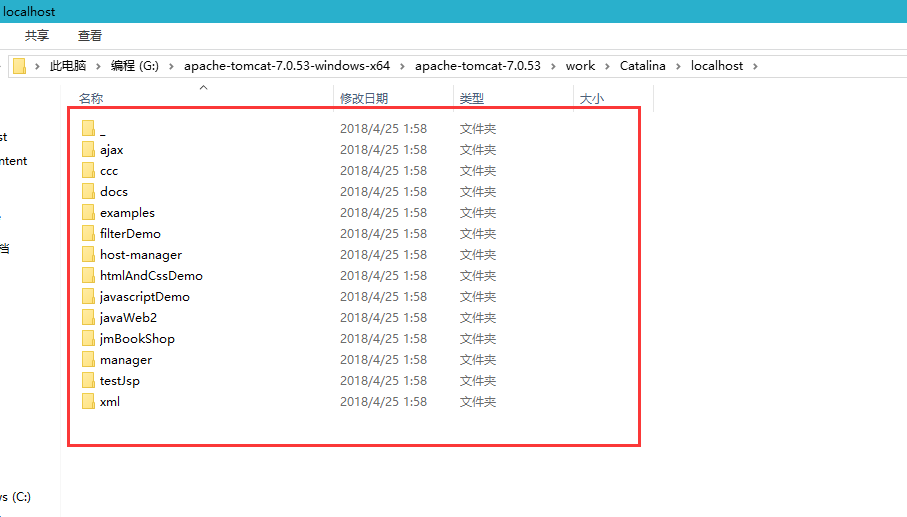 localhost
共享 查看
此电脑 > 编程 (G:) > apache-tomcat-7.0.53-windows-x64 > apache-tomcat-7.0.53 > work > Catalina > localhost >
名称 修改日期 类型 大小
_ 2018/4/25 1:58 文件夹
ajax 2018/4/25 1:58 文件夹
ccc 2018/4/25 1:58 文件夹
docs 2018/4/25 1:58 文件夹
examples 2018/4/25 1:58 文件夹
filterDemo 2018/4/25 1:58 文件夹
host-manager 2018/4/25 1:58 文件夹
htmlAndCssDemo 2018/4/25 1:58 文件夹
javascriptDemo 2018/4/25 1:58 文件夹
javaWeb2 2018/4/25 1:58 文件夹
jmBookShop 2018/4/25 1:58 文件夹
manager 2018/4/25 1:58 文件夹
testJsp 2018/4/25 1:58 文件夹
xml 2018/4/25 1:58 文件夹
st
ntent
档
vs (C:)